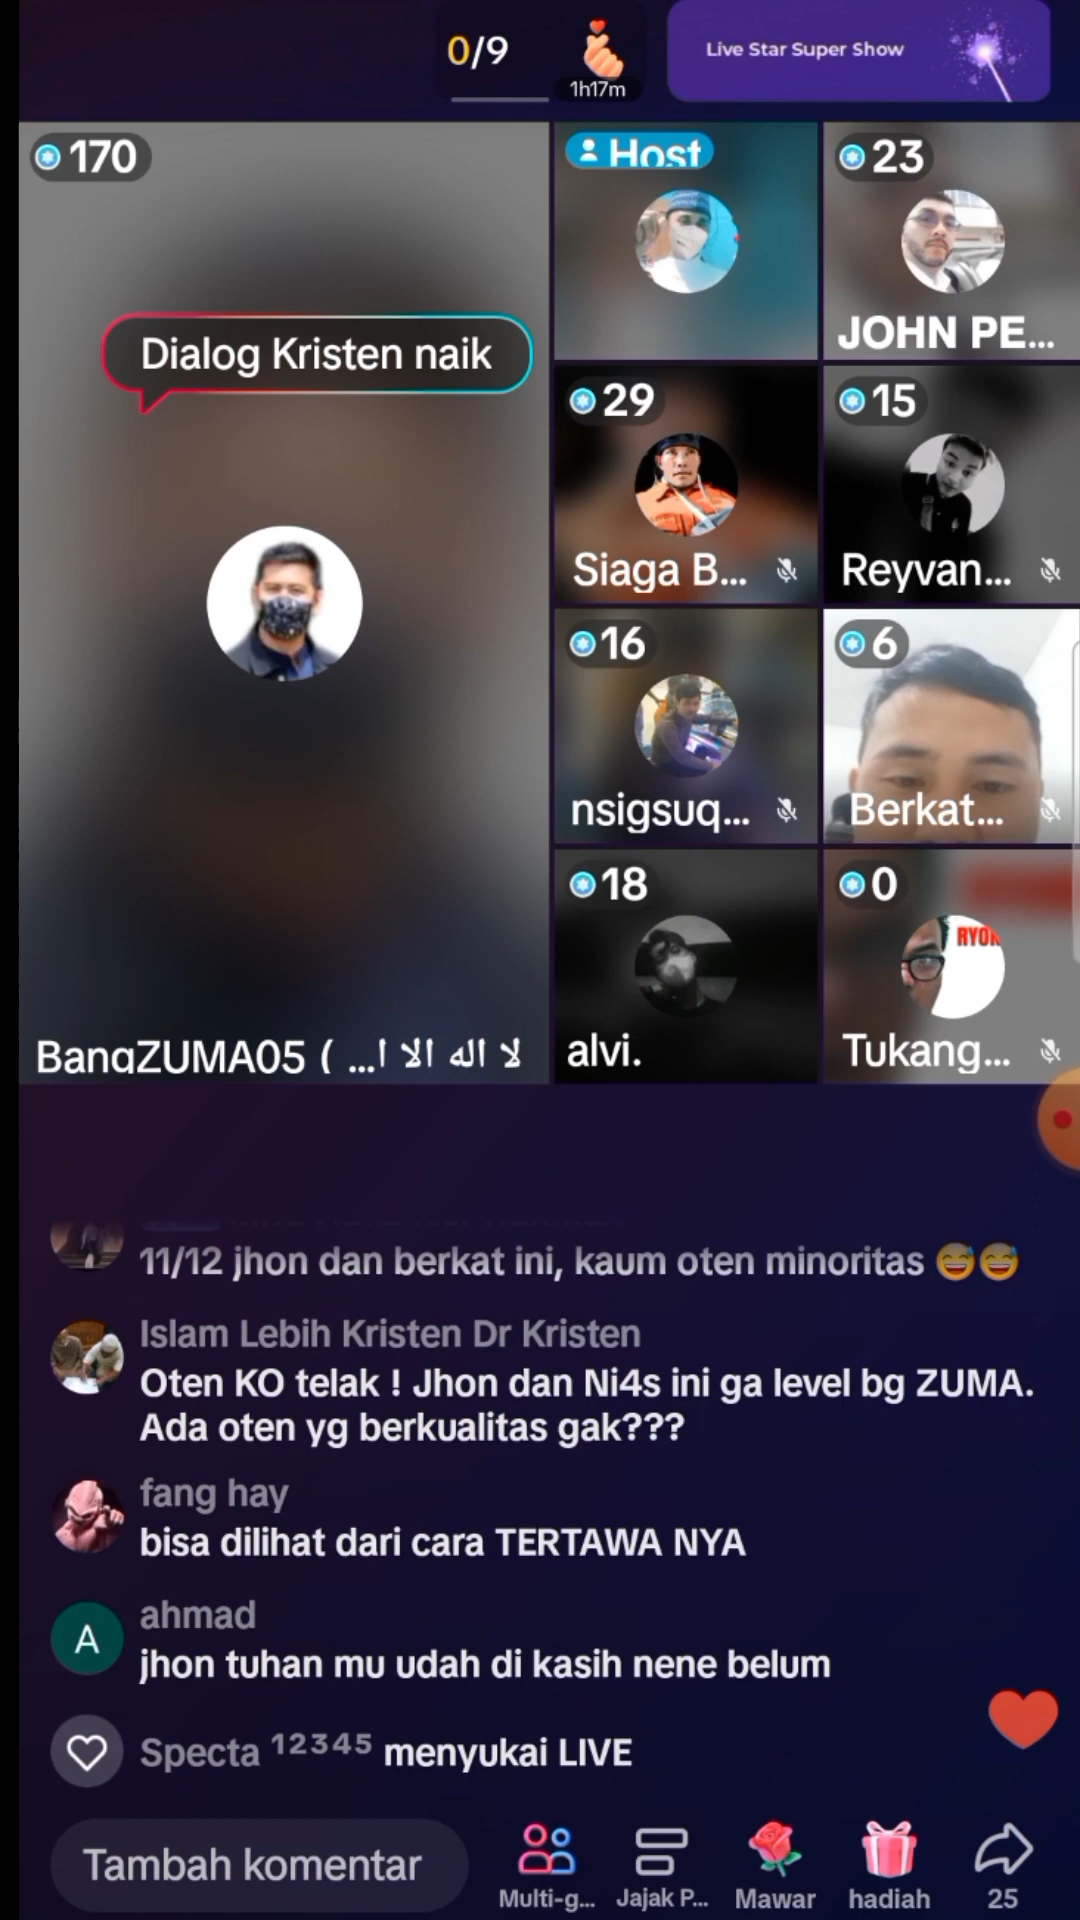 0/9
1h17m
Live Star Super Show
170
Host
23
Dialog Kristen naik
JOHN PE...
29
15
Siaga B...
Reyvan...
16
6
nsigsuq...
Berkat...
18
0
RYON
BangZUMA05 ( ...لا اله الا ا
alvi.
Tukang...
11/12 jhon dan berkat ini, kaum oten minoritas 😅😅
Islam Lebih Kristen Dr Kristen
Oten KO telak ! Jhon dan Ni4s ini ga level bg ZUMA.
Ada oten yg berkualitas gak???
fang hay
bisa dilihat dari cara TERTAWA NYA
A
ahmad
jhon tuhan mu udah di kasih nene belum
Specta ¹²³⁴⁵ menyukai LIVE
Tambah komentar
Multi-g...
Jajak P...
Mawar
hadiah
25